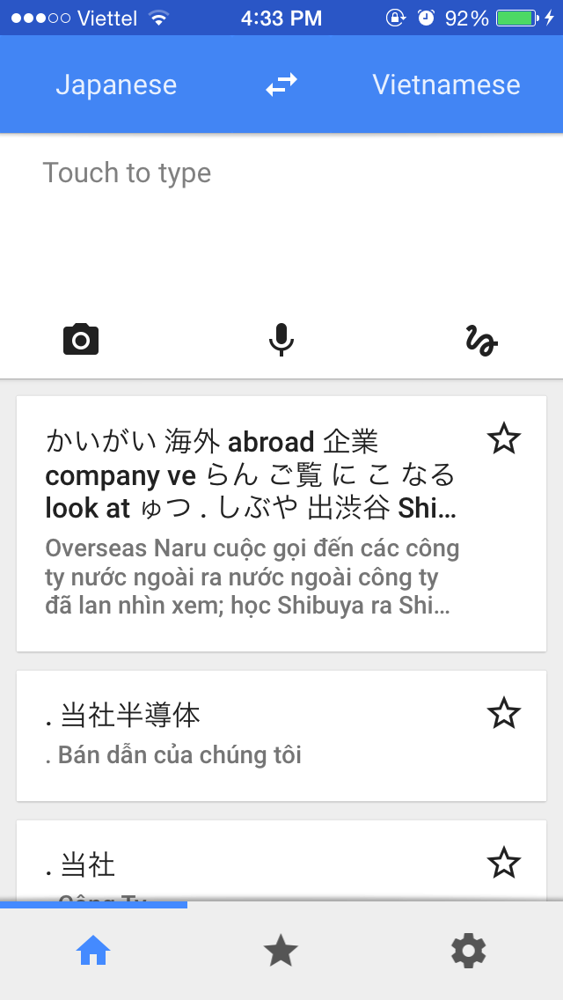 Viettel 4:33 PM 92%
Japanese Vietnamese
Touch to type
かいがい 海外 abroad 企業
company ve らん ご覧 に こ なる
look at ゅつ . しぶや 出渋谷 Shi…
Overseas Naru cuộc gọi đến các công
ty nước ngoài ra nước ngoài công ty
đã lan nhìn xem; học Shibuya ra Shi…
. 当社半導体
. Bán dẫn của chúng tôi
. 当社
. Công Ty